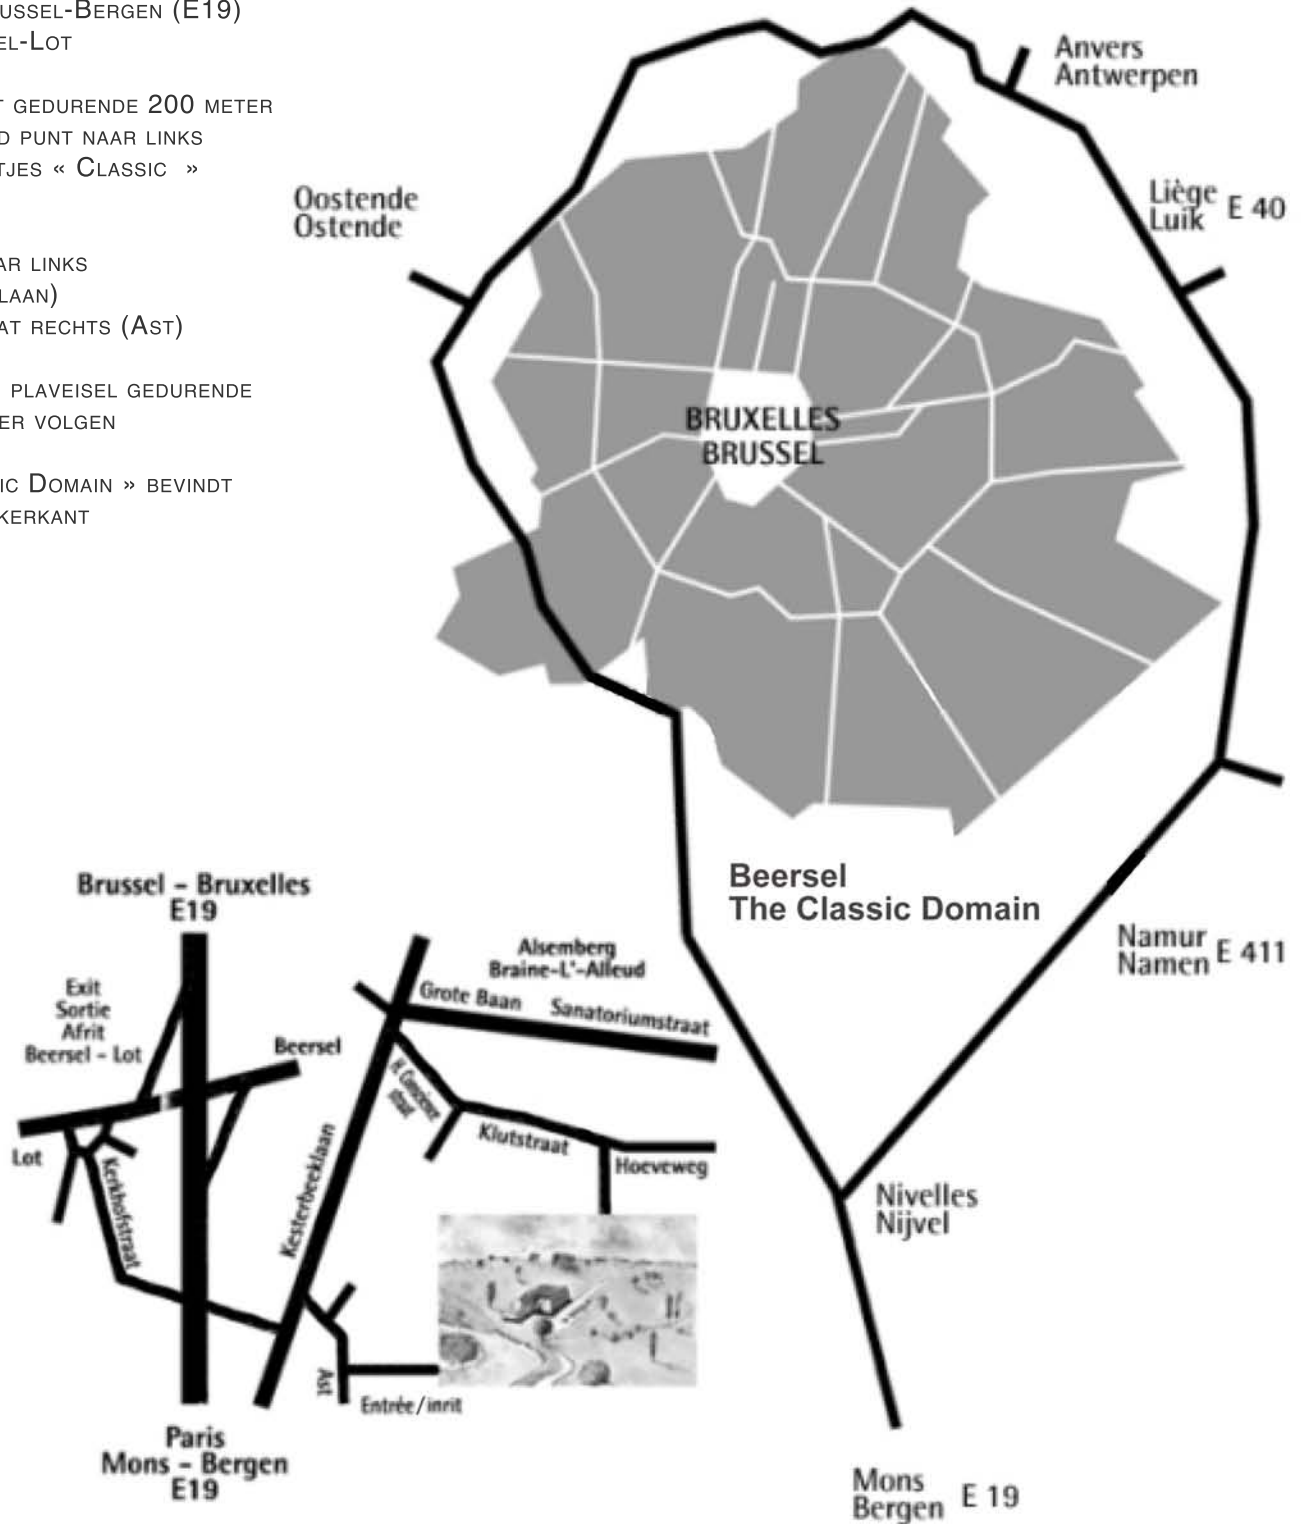 ussel-Bergen (E19)
el-Lot
t gedurende 200 meter
d punt naar links
tjes « Classic »
ar links
laan)
at rechts (Ast)
plaveisel gedurende
er volgen
ic Domain » bevindt
kerkant
Anvers
Antwerpen
Liège
Luik E 40
Oostende
Ostende
BRUXELLES
BRUSSEL
Beersel
The Classic Domain
Namur
Namen E 411
Nivelles
Nijvel
Mons
Bergen E 19
Brussel – Bruxelles
E19
Exit
Sortie
Afrit
Beersel – Lot
Beersel
Lot
Kerkhofstraat
Alsemberg
Braine-L'-Alleud
Grote Baan
Sanatoriumstraat
H. Conscience
straat
Klutstraat
Hoeveweg
Kesterbeeklaan
Ast
Entrée/inrit
Paris
Mons – Bergen
E19